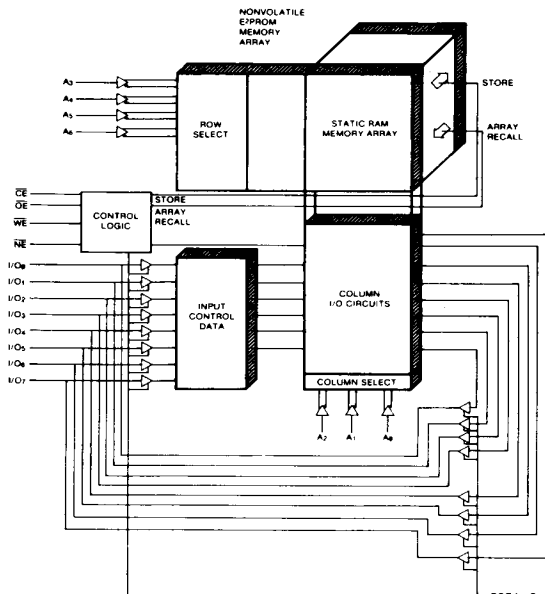 NONVOLATILE
E²PROM
MEMORY
ARRAY
A3
A4
A5
A6
ROW
SELECT
STATIC RAM
MEMORY ARRAY
STORE
ARRAY
RECALL
CE
OE
WE
NE
CONTROL
LOGIC
STORE
ARRAY
RECALL
I/O0
I/O1
I/O2
I/O3
I/O4
I/O5
I/O6
I/O7
INPUT
CONTROL
DATA
COLUMN
I/O CIRCUITS
COLUMN SELECT
A2
A1
A0